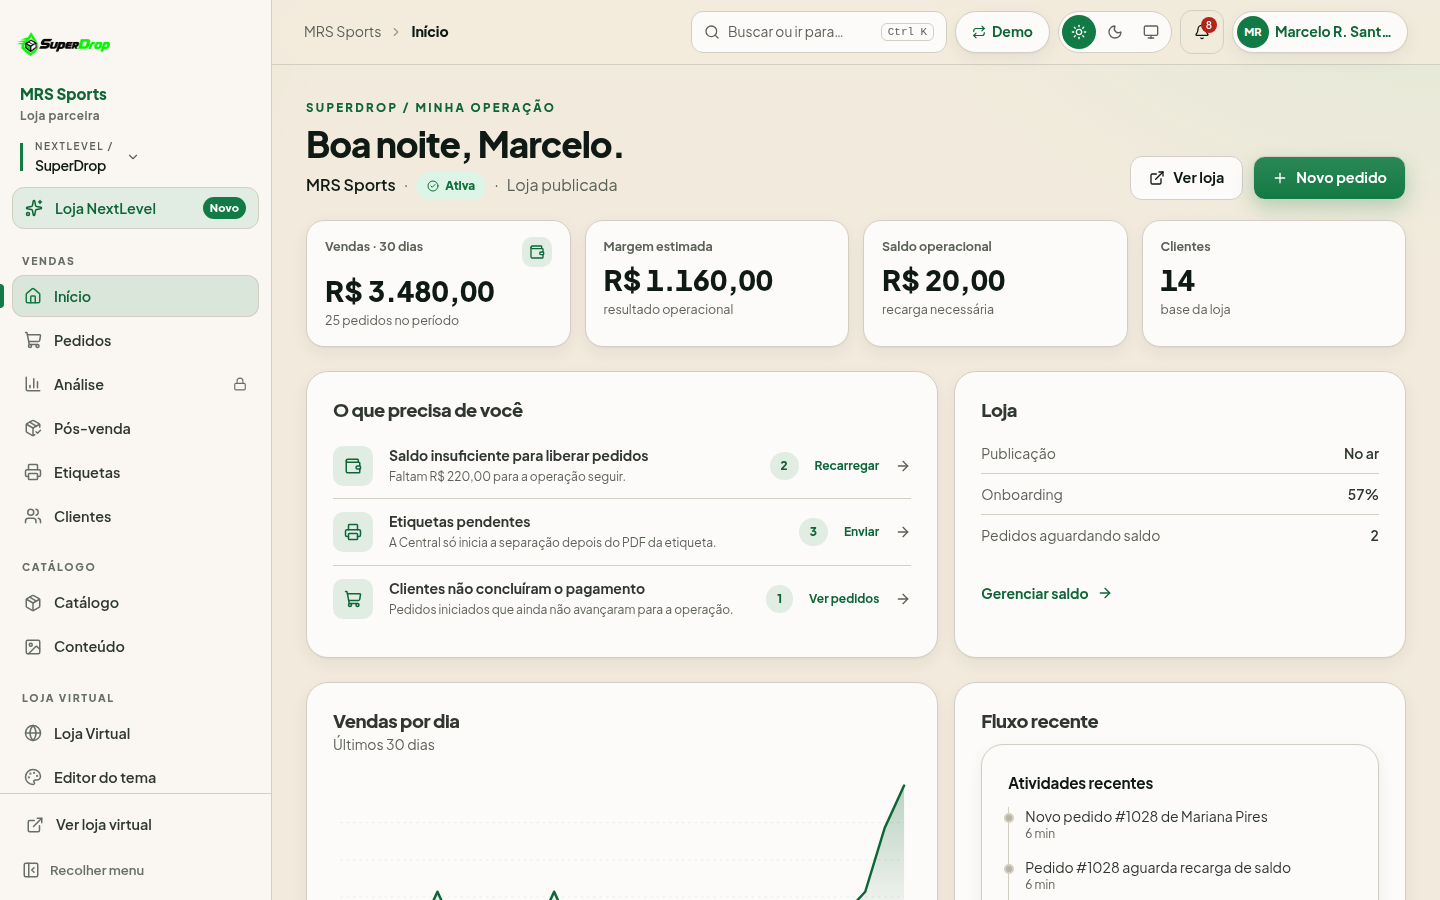 SuperDrop
MRS Sports
Loja parceira
NEXTLEVEL /
SuperDrop
Loja NextLevel
Novo
VENDAS
Início
Pedidos
Análise
Pós-venda
Etiquetas
Clientes
CATÁLOGO
Catálogo
Conteúdo
LOJA VIRTUAL
Loja Virtual
Editor do tema
Ver loja virtual
Recolher menu
MRS Sports > Início
Buscar ou ir para...
Ctrl K
Demo
8
MR
Marcelo R. Sant...
SUPERDROP / MINHA OPERAÇÃO
Boa noite, Marcelo.
MRS Sports · Ativa · Loja publicada
Ver loja
+ Novo pedido
Vendas · 30 dias
R$ 3.480,00
25 pedidos no período
Margem estimada
R$ 1.160,00
resultado operacional
Saldo operacional
R$ 20,00
recarga necessária
Clientes
14
base da loja
O que precisa de você
Saldo insuficiente para liberar pedidos
Faltam R$ 220,00 para a operação seguir.
2
Recarregar
Etiquetas pendentes
A Central só inicia a separação depois do PDF da etiqueta.
3
Enviar
Clientes não concluíram o pagamento
Pedidos iniciados que ainda não avançaram para a operação.
1
Ver pedidos
Loja
Publicação No ar
Onboarding 57%
Pedidos aguardando saldo 2
Gerenciar saldo
Vendas por dia
Últimos 30 dias
Fluxo recente
Atividades recentes
Novo pedido #1028 de Mariana Pires
6 min
Pedido #1028 aguarda recarga de saldo
6 min